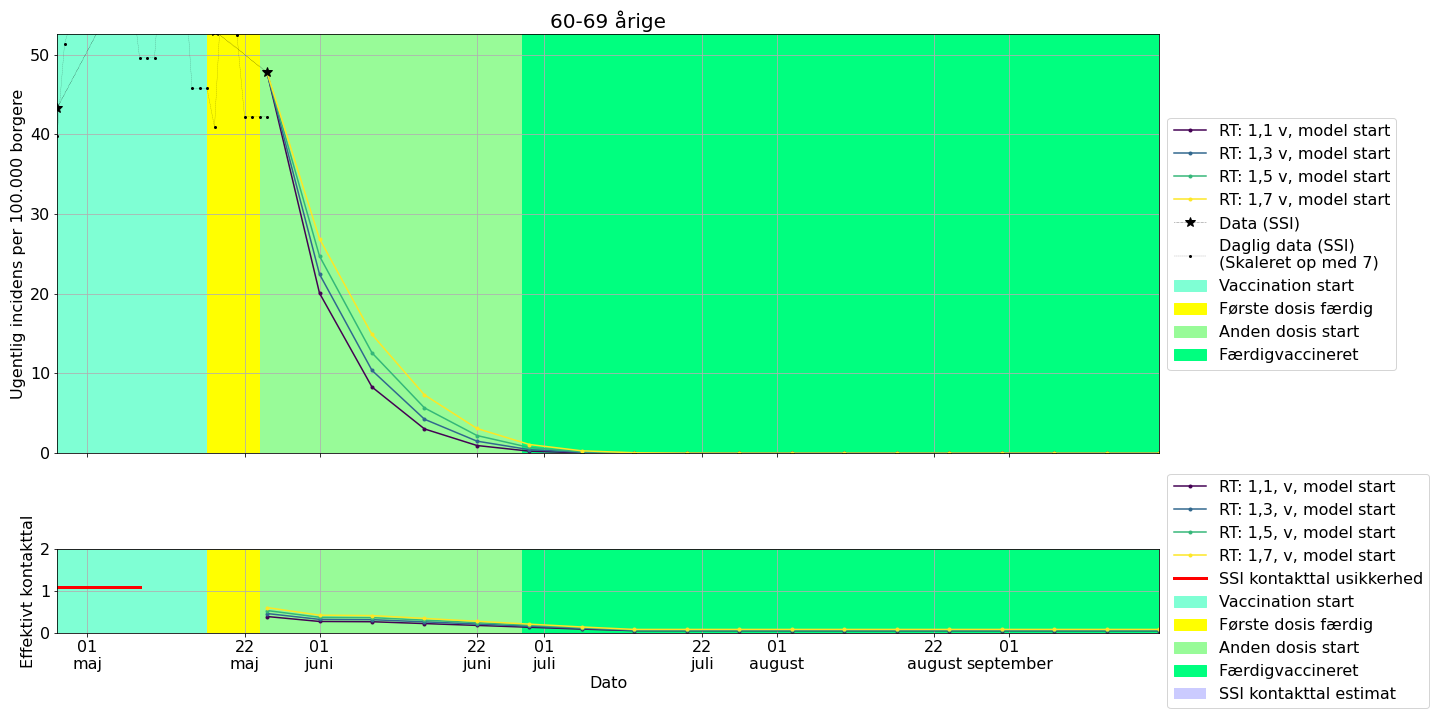 60-69 årige
Ugentlig incidens per 100.000 borgere
50
40
30
20
10
0
RT: 1,1 v, model start
RT: 1,3 v, model start
RT: 1,5 v, model start
RT: 1,7 v, model start
Data (SSI)
Daglig data (SSI)
(Skaleret op med 7)
Vaccination start
Første dosis færdig
Anden dosis start
Færdigvaccineret
Effektivt kontakttal
2
1
0
01 22 01 22 01 22 01 22 01
maj maj juni juni juli juli august august september
Dato
RT: 1,1, v, model start
RT: 1,3, v, model start
RT: 1,5, v, model start
RT: 1,7, v, model start
SSI kontakttal usikkerhed
Vaccination start
Første dosis færdig
Anden dosis start
Færdigvaccineret
SSI kontakttal estimat